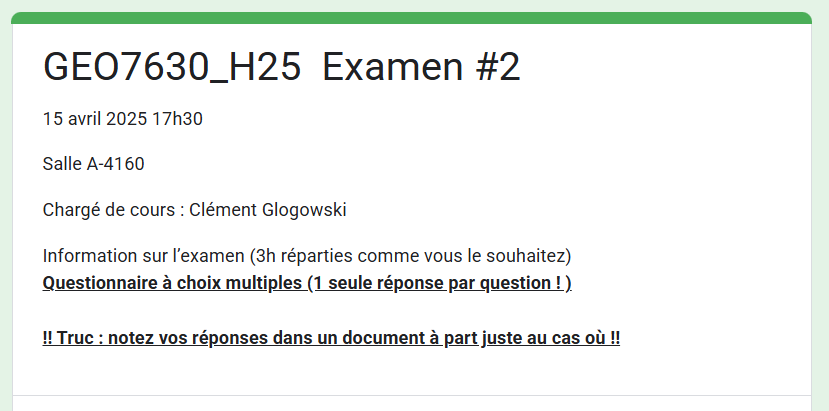 GEO7630_H25 Examen #2
15 avril 2025 17h30
Salle A-4160
Chargé de cours : Clément Glogowski
Information sur l’examen (3h réparties comme vous le souhaitez)
Questionnaire à choix multiples (1 seule réponse par question ! )
!! Truc : notez vos réponses dans un document à part juste au cas où !!